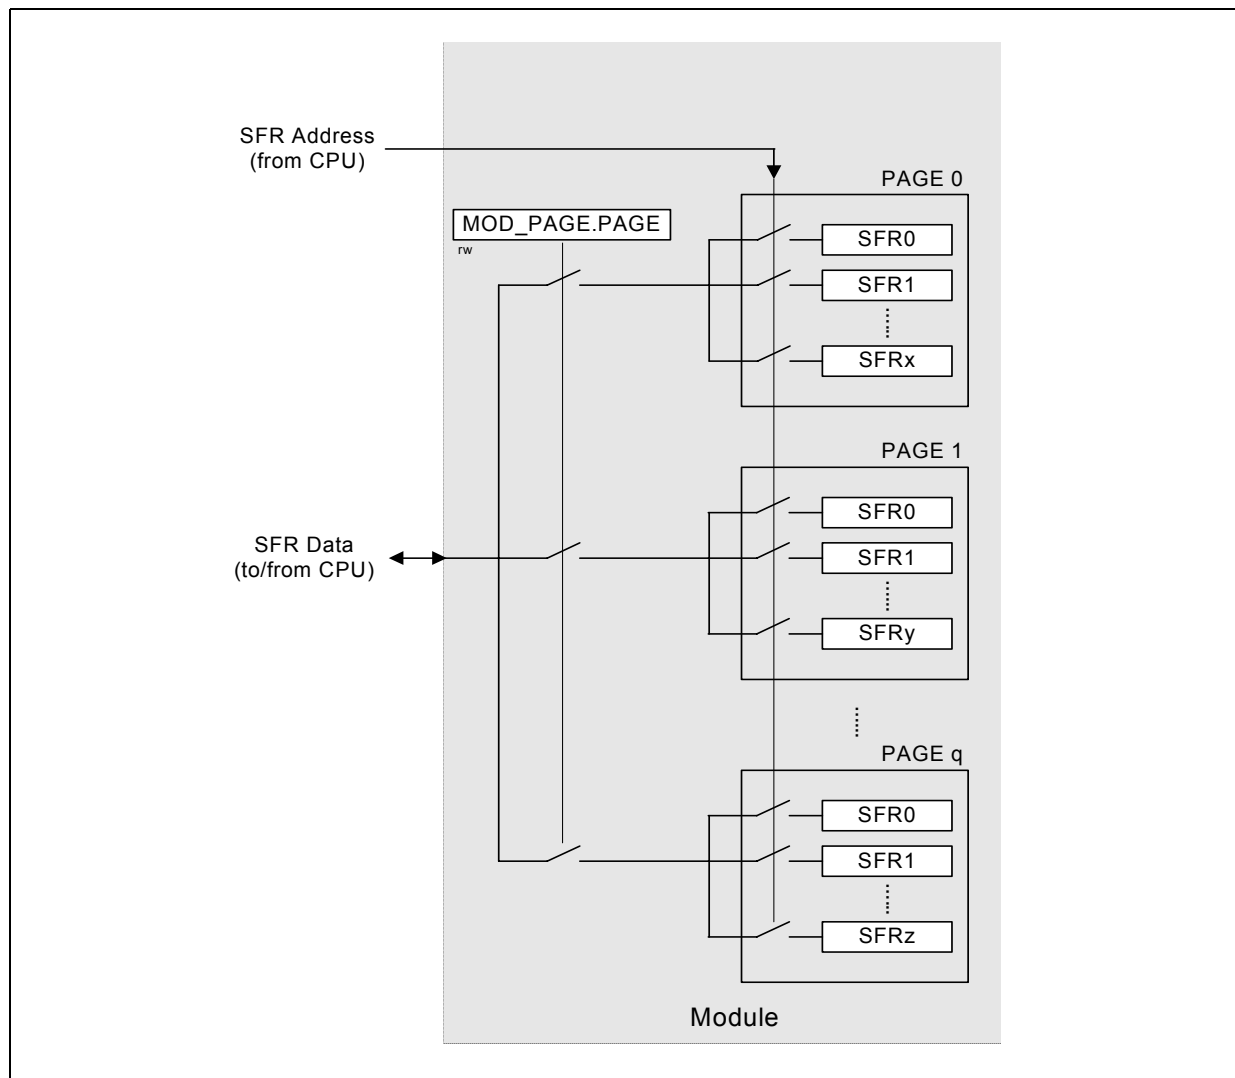 SFR Address
(from CPU)
PAGE 0
MOD_PAGE.PAGE
rw
SFR0
SFR1
SFRx
PAGE 1
SFR0
SFR1
SFRy
SFR Data
(to/from CPU)
PAGE q
SFR0
SFR1
SFRz
Module